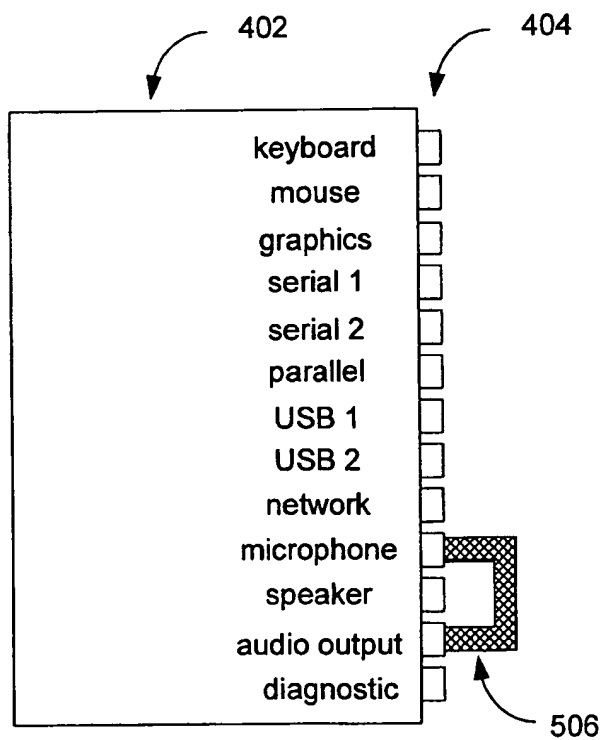 402
404
keyboard
mouse
graphics
serial 1
serial 2
parallel
USB 1
USB 2
network
microphone
speaker
audio output
diagnostic
506